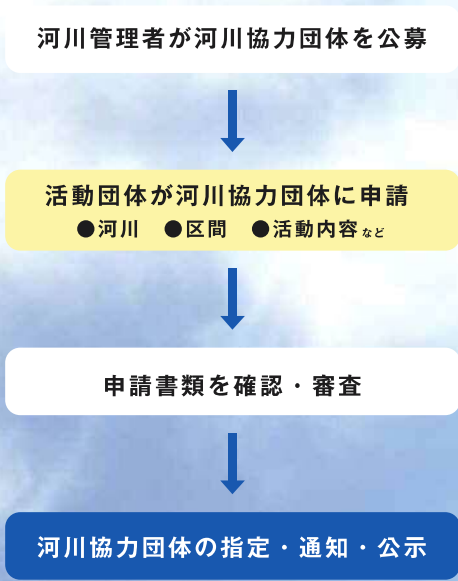 河川管理者が河川協力団体を公募
活動団体が河川協力団体に申請
●河川　●区間　●活動内容など
申請書類を確認・審査
河川協力団体の指定・通知・公示